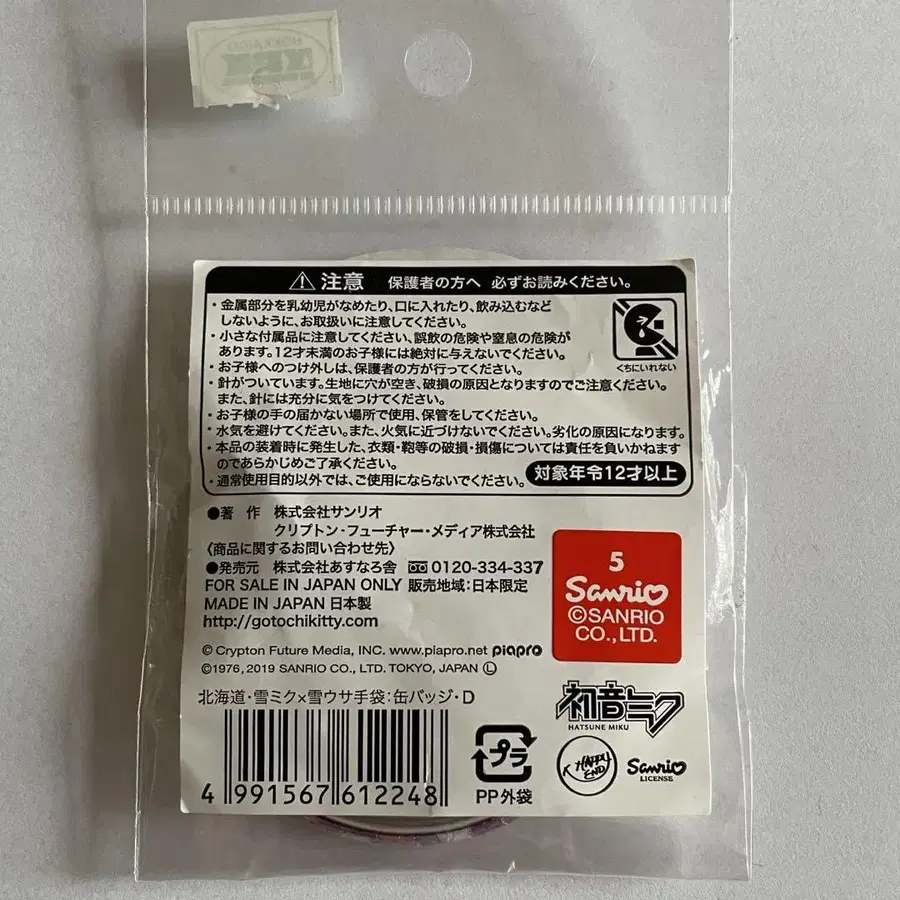 HOKKAIDO
注意 保護者の方へ 必ずお読みください。
・金属部分を乳幼児がなめたり、口に入れたり、飲み込むなど
しないように、お取扱いに注意してください。
・小さな付属品に注意してください、誤飲の危険や窒息の危険が
あります。12才未満のお子様には絶対に与えないでください。
・お子様へのつけ外しは、保護者の方が行ってください。
・針がついています。生地に穴が空き、破損の原因となりますのでご注意ください。
また、針には充分に気をつけてください。
・お子様の手の届かない場所で使用、保管をしてください。
・水気を避けてください。また、火気に近づけないでください。劣化の原因になります。
・本品の装着時に発生した、衣類・鞄等の破損・損傷については責任を負いかねます
のであらかじめご了承ください。
・通常使用目的以外では、ご使用にならないでください。
くちにいれない
対象年令12才以上
●著 作 株式会社サンリオ
クリプトン・フューチャー・メディア株式会社
〈商品に関するお問い合わせ先〉
●発売元 株式会社あすなろ舎 0120-334-337
FOR SALE IN JAPAN ONLY 販売地域:日本限定
MADE IN JAPAN 日本製
http://gotochikitty.com
5
Sanrio
©SANRIO
CO.,LTD.
© Crypton Future Media, INC. www.piapro.net piapro
©1976, 2019 SANRIO CO., LTD. TOKYO, JAPAN Ⓛ
北海道・雪ミク×雪ウサ手袋:缶バッジ・D
初音ミク
HATSUNE MIKU
4 991567 612248
プラ
PP外袋
HAPPY
END
Sanrio
LICENSE